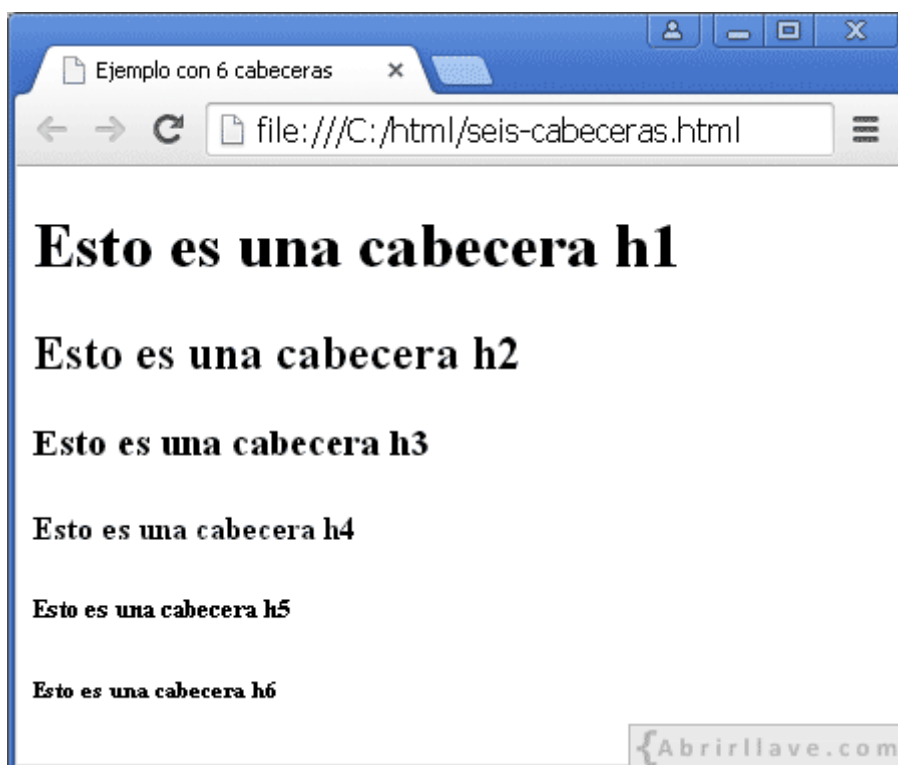 Ejemplo con 6 cabeceras
file:///C:/html/seis-cabeceras.html
Esto es una cabecera h1
Esto es una cabecera h2
Esto es una cabecera h3
Esto es una cabecera h4
Esto es una cabecera h5
Esto es una cabecera h6
{Abrirllave.com